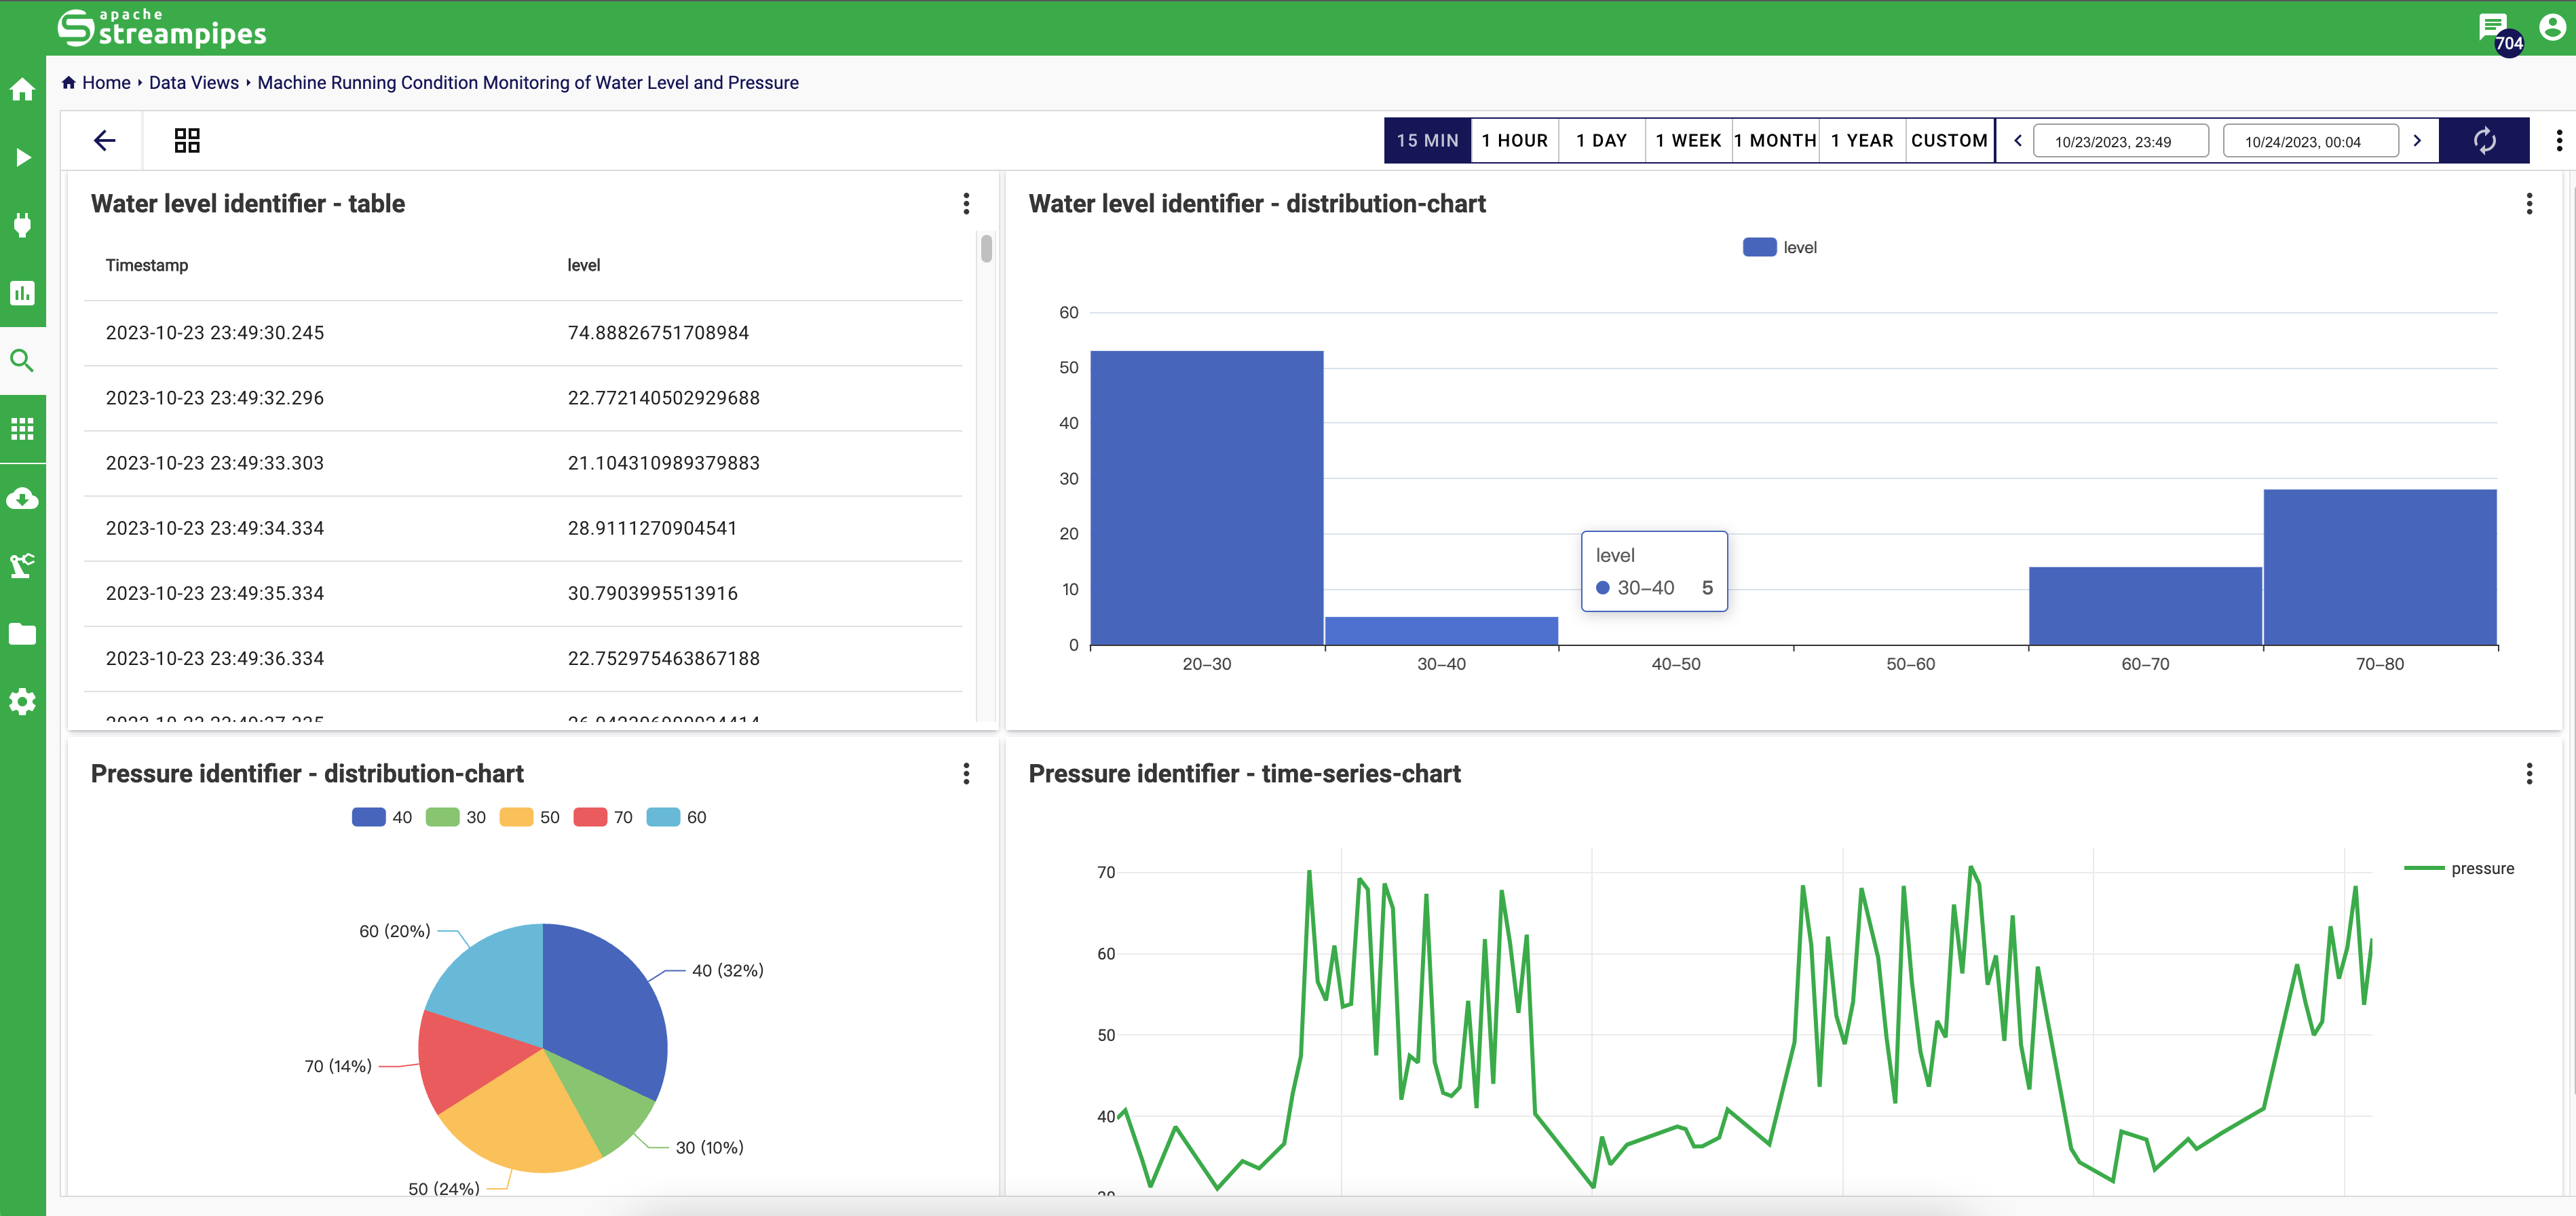 apache
streampipes
704
Home
Data Views
Machine Running Condition Monitoring of Water Level and Pressure
15 MIN
1 HOUR
1 DAY
1 WEEK
1 MONTH
1 YEAR
CUSTOM
10/23/2023, 23:49
10/24/2023, 00:04
Water level identifier - table
Timestamp level
2023-10-23 23:49:30.245 74.88826751708984
2023-10-23 23:49:32.296 22.772140502929688
2023-10-23 23:49:33.303 21.104310989379883
2023-10-23 23:49:34.334 28.9111270904541
2023-10-23 23:49:35.334 30.7903995513916
2023-10-23 23:49:36.334 22.752975463867188
Water level identifier - distribution-chart
level
60
50
40
30
20
10
0
level
30–40 5
20–30 30–40 40–50 50–60 60–70 70–80
Pressure identifier - distribution-chart
40 30 50 70 60
60 (20%)
40 (32%)
70 (14%)
30 (10%)
50 (24%)
Pressure identifier - time-series-chart
pressure
70
60
50
40